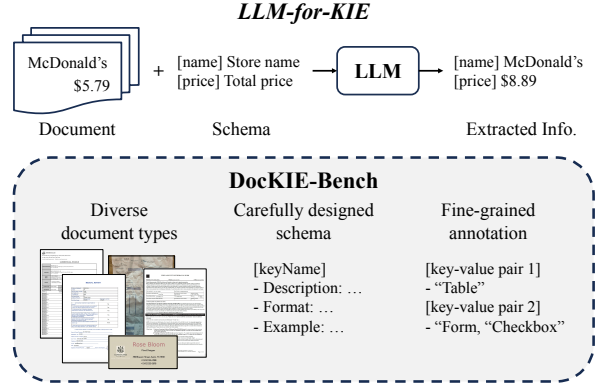 LLM-for-KIE
McDonald's
$5.79
+
[name] Store name
[price] Total price
LLM
[name] McDonald's
[price] $8.89
Document
Schema
Extracted Info.
DocKIE-Bench
Diverse
document types
Carefully designed
schema
[keyName]
- Description: …
- Format: …
- Example: …
Fine-grained
annotation
[key-value pair 1]
- “Table”
[key-value pair 2]
- “Form, “Checkbox”
Rose Bloom